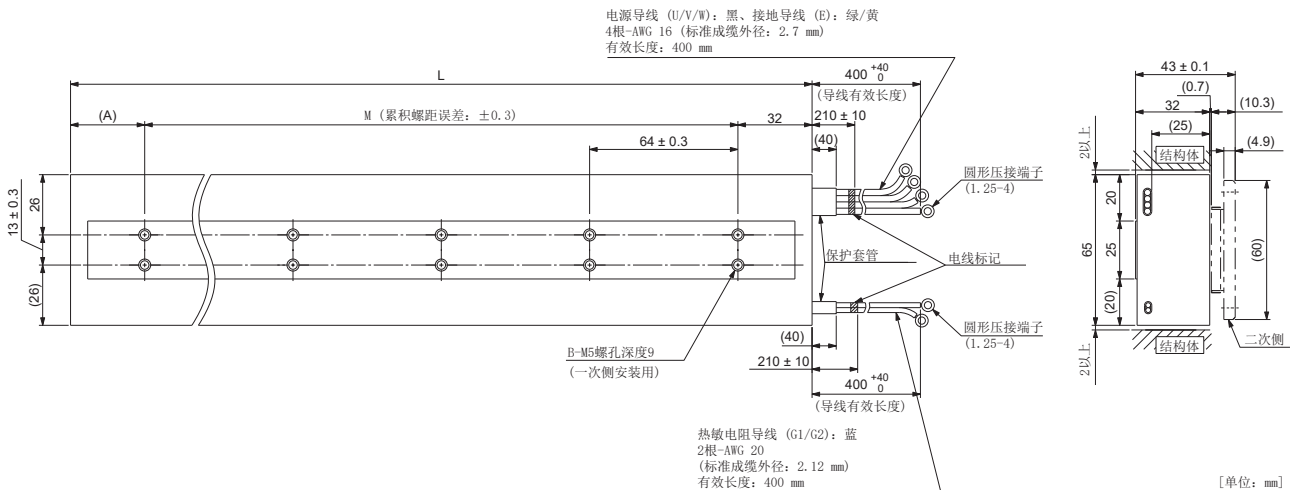 电源导线 (U/V/W): 黑、接地导线 (E): 绿/黄
4根-AWG 16 (标准成缆外径: 2.7 mm)
有效长度: 400 mm
L
400 +40 0
(导线有效长度)
(A)
M (累积螺距误差: ±0.3)
32
210 ± 10
64 ± 0.3
(40)
圆形压接端子
(1.25-4)
26
13 ± 0.3
(26)
保护套管
电线标记
B-M5螺孔深度9
(一次侧安装用)
(40)
210 ± 10
400 +40 0
(导线有效长度)
圆形压接端子
(1.25-4)
热敏电阻导线 (G1/G2): 蓝
2根-AWG 20
(标准成缆外径: 2.12 mm)
有效长度: 400 mm
43 ± 0.1
(0.7)
32
(10.3)
(25)
(4.9)
2以上
结构体
20
65
25
(60)
(20)
结构体
二次侧
2以上
[单位: mm]